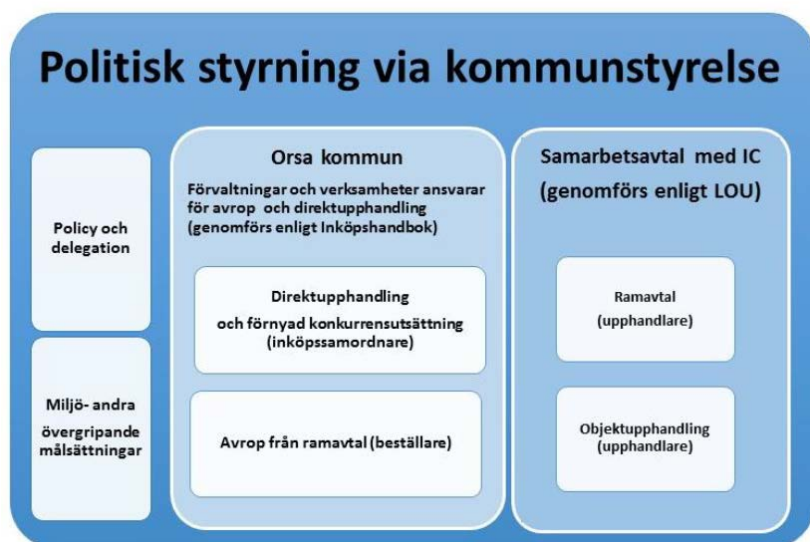 Politisk styrning via kommunstyrelse
Policy och
delegation
Miljö- andra
övergripande
målsättningar
Orsa kommun
Förvaltningar och verksamheter ansvarar
för avrop och direktupphandling
(genomförs enligt Inköpshandbok)
Direktupphandling
och förnyad konkurrensutsättning
(inköpssamordnare)
Avrop från ramavtal (beställare)
Samarbetsavtal med IC
(genomförs enligt LOU)
Ramavtal
(upphandlare)
Objektupphandling
(upphandlare)